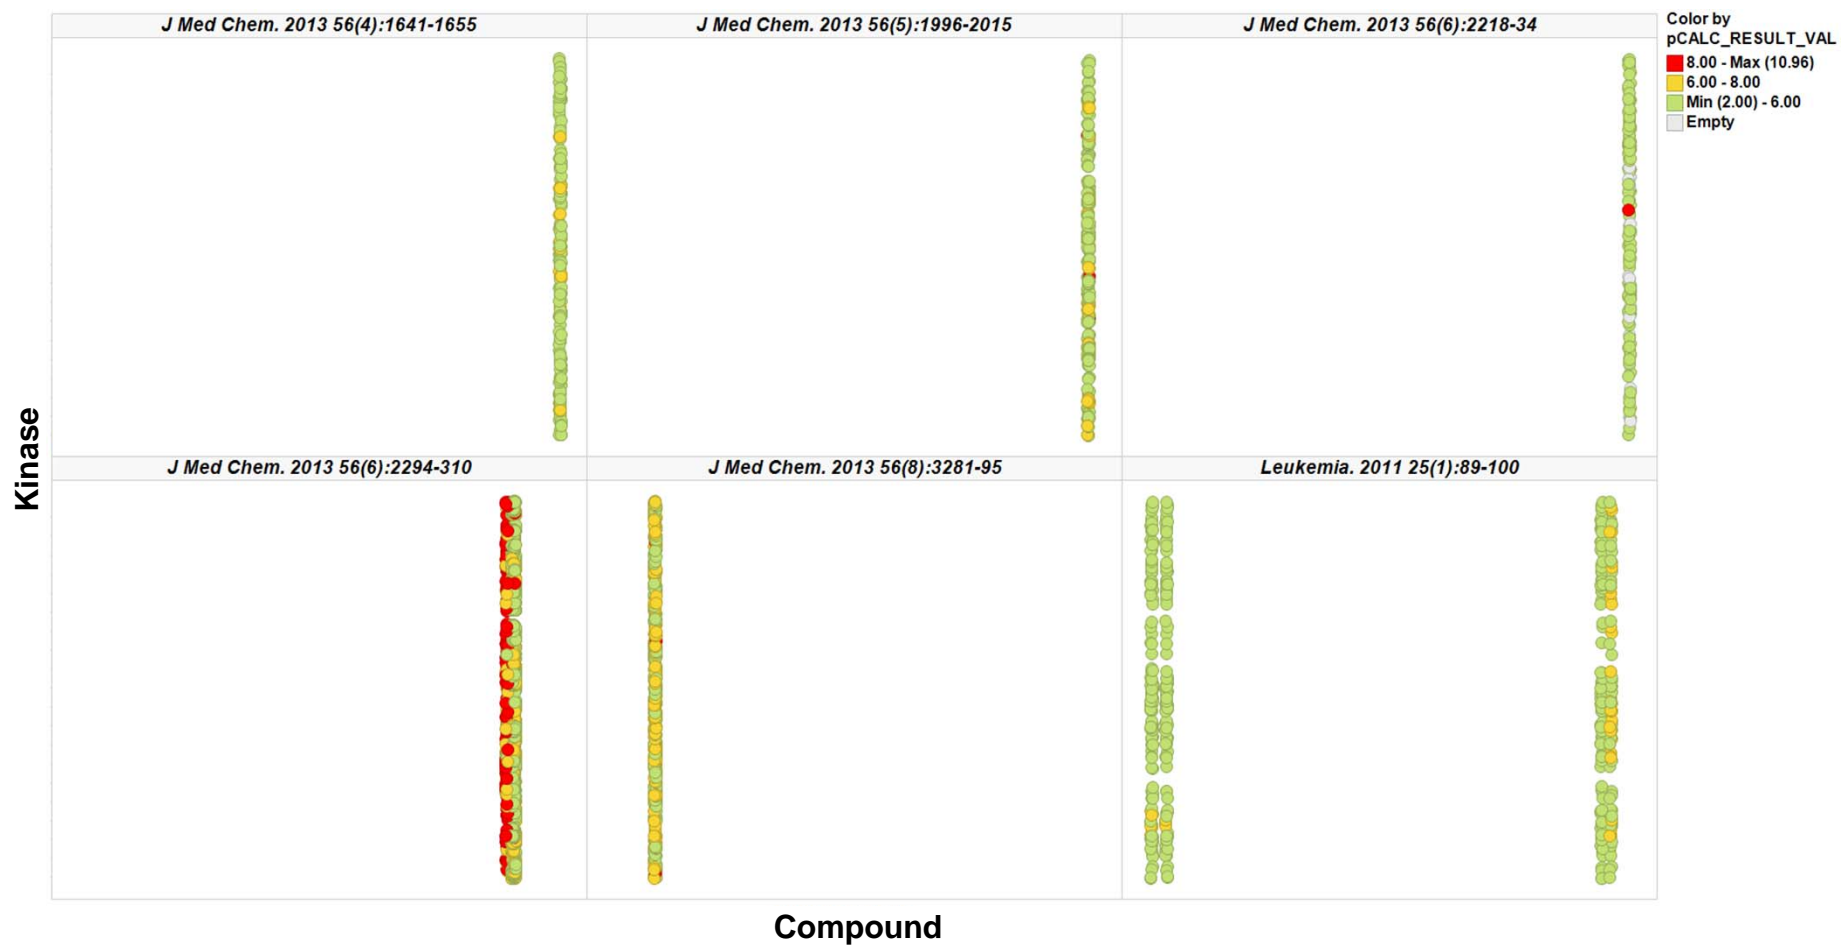 J Med Chem. 2013 56(4):1641-1655
J Med Chem. 2013 56(5):1996-2015
J Med Chem. 2013 56(6):2218-34
Color by
pCALC_RESULT_VAL
8.00 - Max (10.96)
6.00 - 8.00
Min (2.00) - 6.00
Empty
J Med Chem. 2013 56(6):2294-310
J Med Chem. 2013 56(8):3281-95
Leukemia. 2011 25(1):89-100
Kinase
Compound